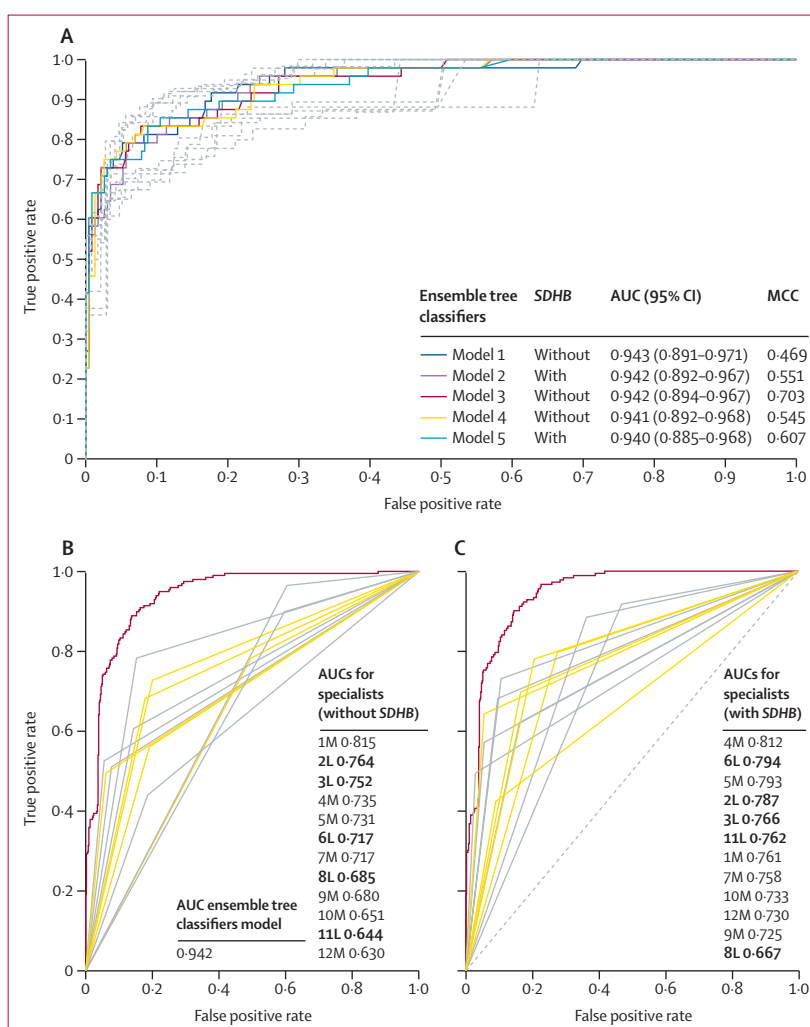 A
1·0
0·9
0·8
0·7
0·6
0·5
0·4
0·3
0·2
0·1
0
True positive rate
0 0·1 0·2 0·3 0·4 0·5 0·6 0·7 0·8 0·9 1·0
False positive rate
Ensemble tree classifiers SDHB AUC (95% CI) MCC
Model 1 Without 0·943 (0·891–0·971) 0·469
Model 2 With 0·942 (0·892–0·967) 0·551
Model 3 Without 0·942 (0·894–0·967) 0·703
Model 4 Without 0·941 (0·892–0·968) 0·545
Model 5 With 0·940 (0·885–0·968) 0·607
B
1·0
0·8
0·6
0·4
0·2
0
True positive rate
0 0·2 0·4 0·6 0·8 1·0
False positive rate
AUCs for
specialists
(without SDHB)
1M 0·815
2L 0·764
3L 0·752
4M 0·735
5M 0·731
6L 0·717
7M 0·717
8L 0·685
9M 0·680
10M 0·651
11L 0·644
12M 0·630
AUC ensemble tree
classifiers model
0·942
C
0 0·2 0·4 0·6 0·8 1·0
False positive rate
AUCs for
specialists
(with SDHB)
4M 0·812
6L 0·794
5M 0·793
2L 0·787
3L 0·766
11L 0·762
1M 0·761
7M 0·758
10M 0·733
12M 0·730
9M 0·725
8L 0·667